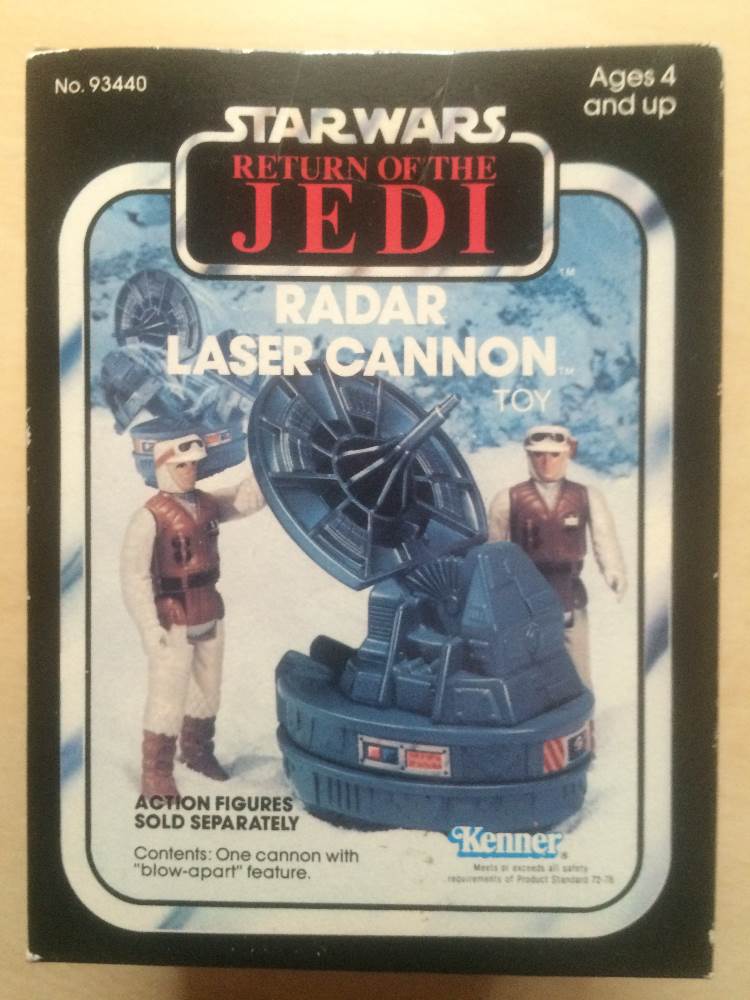 No. 93440
Ages 4
and up
STAR WARS
RETURN OF THE
JEDI
TM
RADAR
LASER CANNON™
TOY
ACTION FIGURES
SOLD SEPARATELY
Contents: One cannon with
"blow-apart" feature.
Kenner®
Meets or exceeds all safety
requirements of Product Standard 72-76